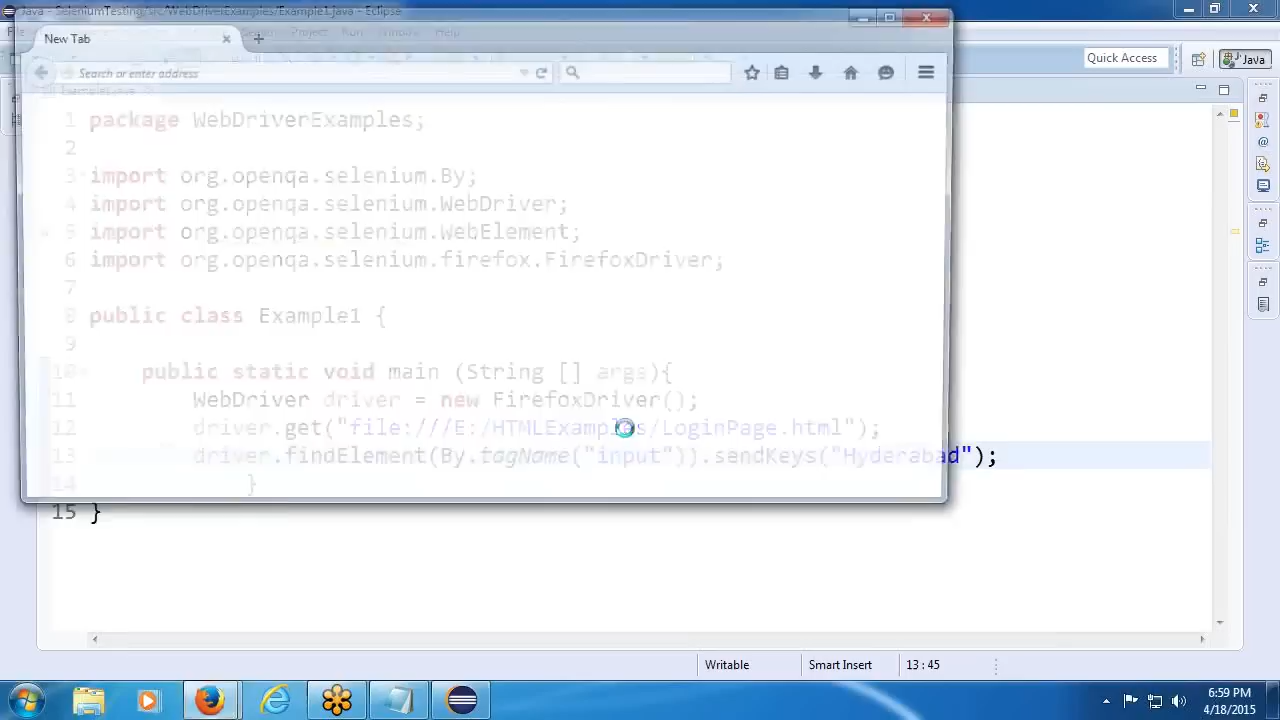 Java - SeleniumTesting/src/WebDriverExamples/Example1.java - Eclipse
Project Run Window Help
New Tab
Search or enter address
Quick Access
Java
1 package WebDriverExamples;
2
3 import org.openqa.selenium.By;
4 import org.openqa.selenium.WebDriver;
5 import org.openqa.selenium.WebElement;
6 import org.openqa.selenium.firefox.FirefoxDriver;
7
8 public class Example1 {
9
10 public static void main (String [] args){
11 WebDriver driver = new FirefoxDriver();
12 driver.get("file:///E:/HTMLExamples/LoginPage.html");
13 driver.findElement(By.tagName("input")).sendKeys("Hyderabad");
14 }
15 }
Writable Smart Insert 13 : 45
6:59 PM
4/18/2015